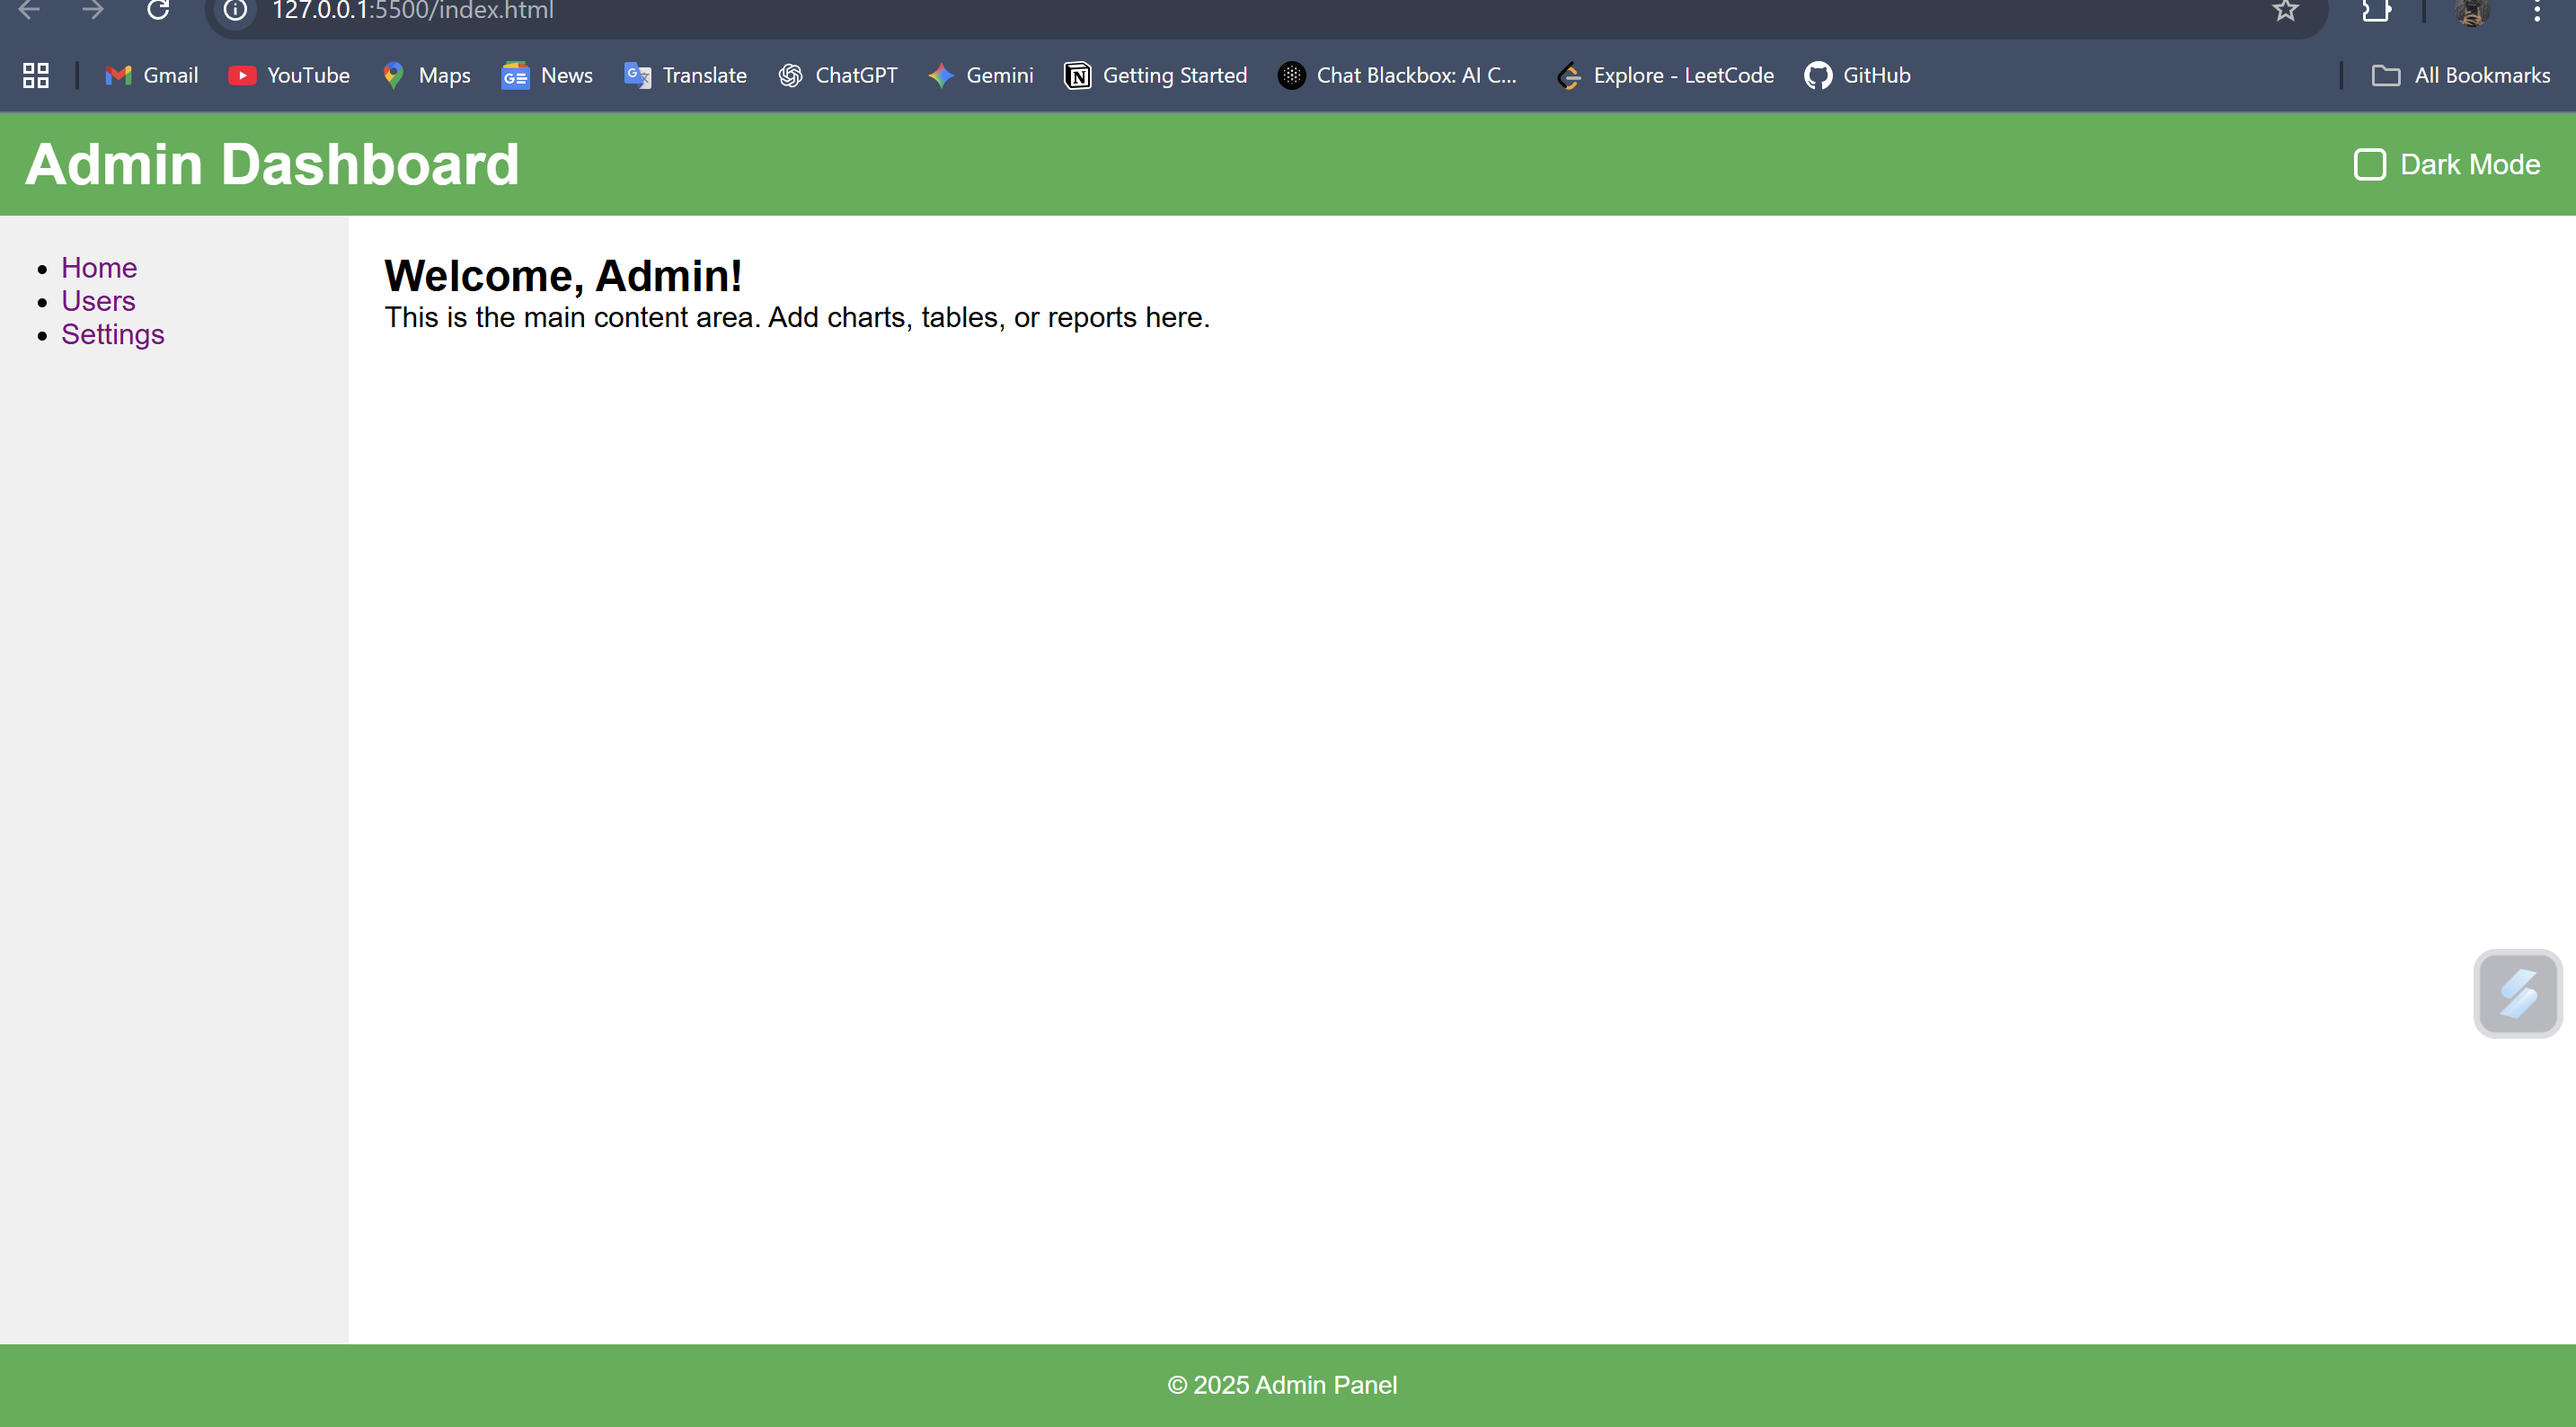 127.0.0.1:5500/index.html
Gmail YouTube Maps News Translate ChatGPT Gemini Getting Started Chat Blackbox: AI C... Explore - LeetCode GitHub All Bookmarks
Admin Dashboard Dark Mode
Home
Users
Settings
Welcome, Admin!
This is the main content area. Add charts, tables, or reports here.
© 2025 Admin Panel